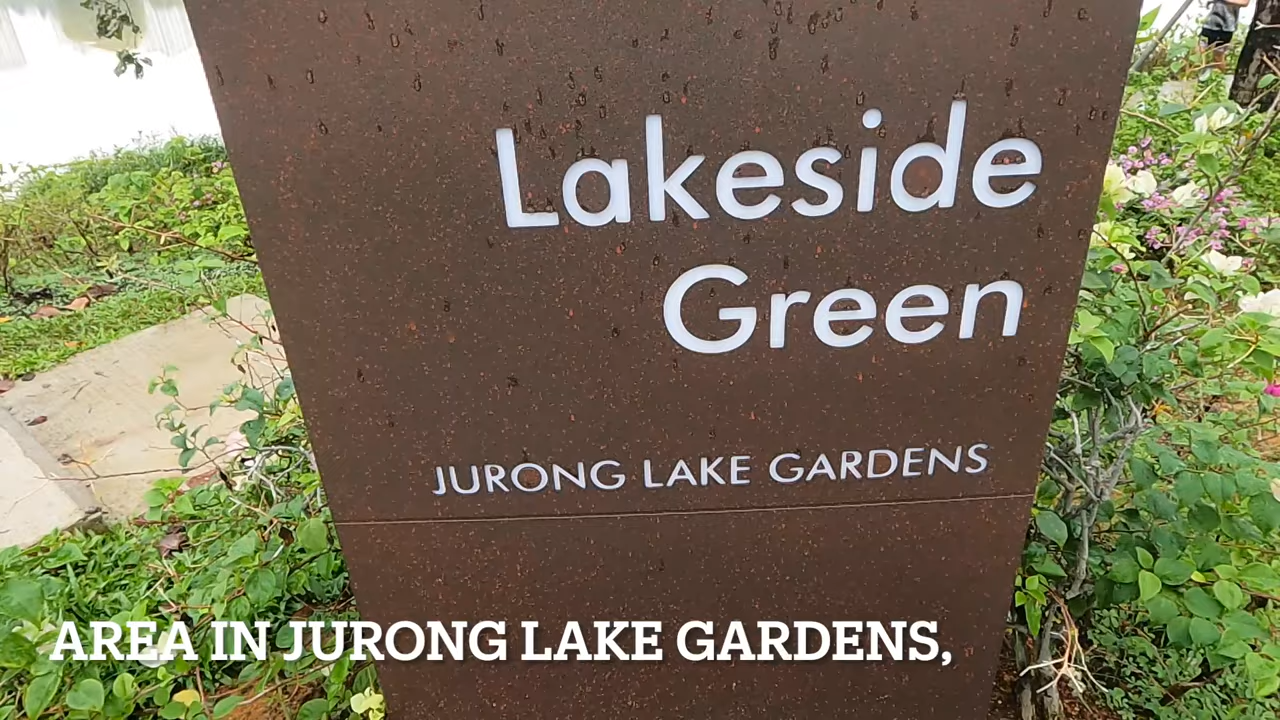 Lakeside
Green
JURONG LAKE GARDENS
AREA IN JURONG LAKE GARDENS,